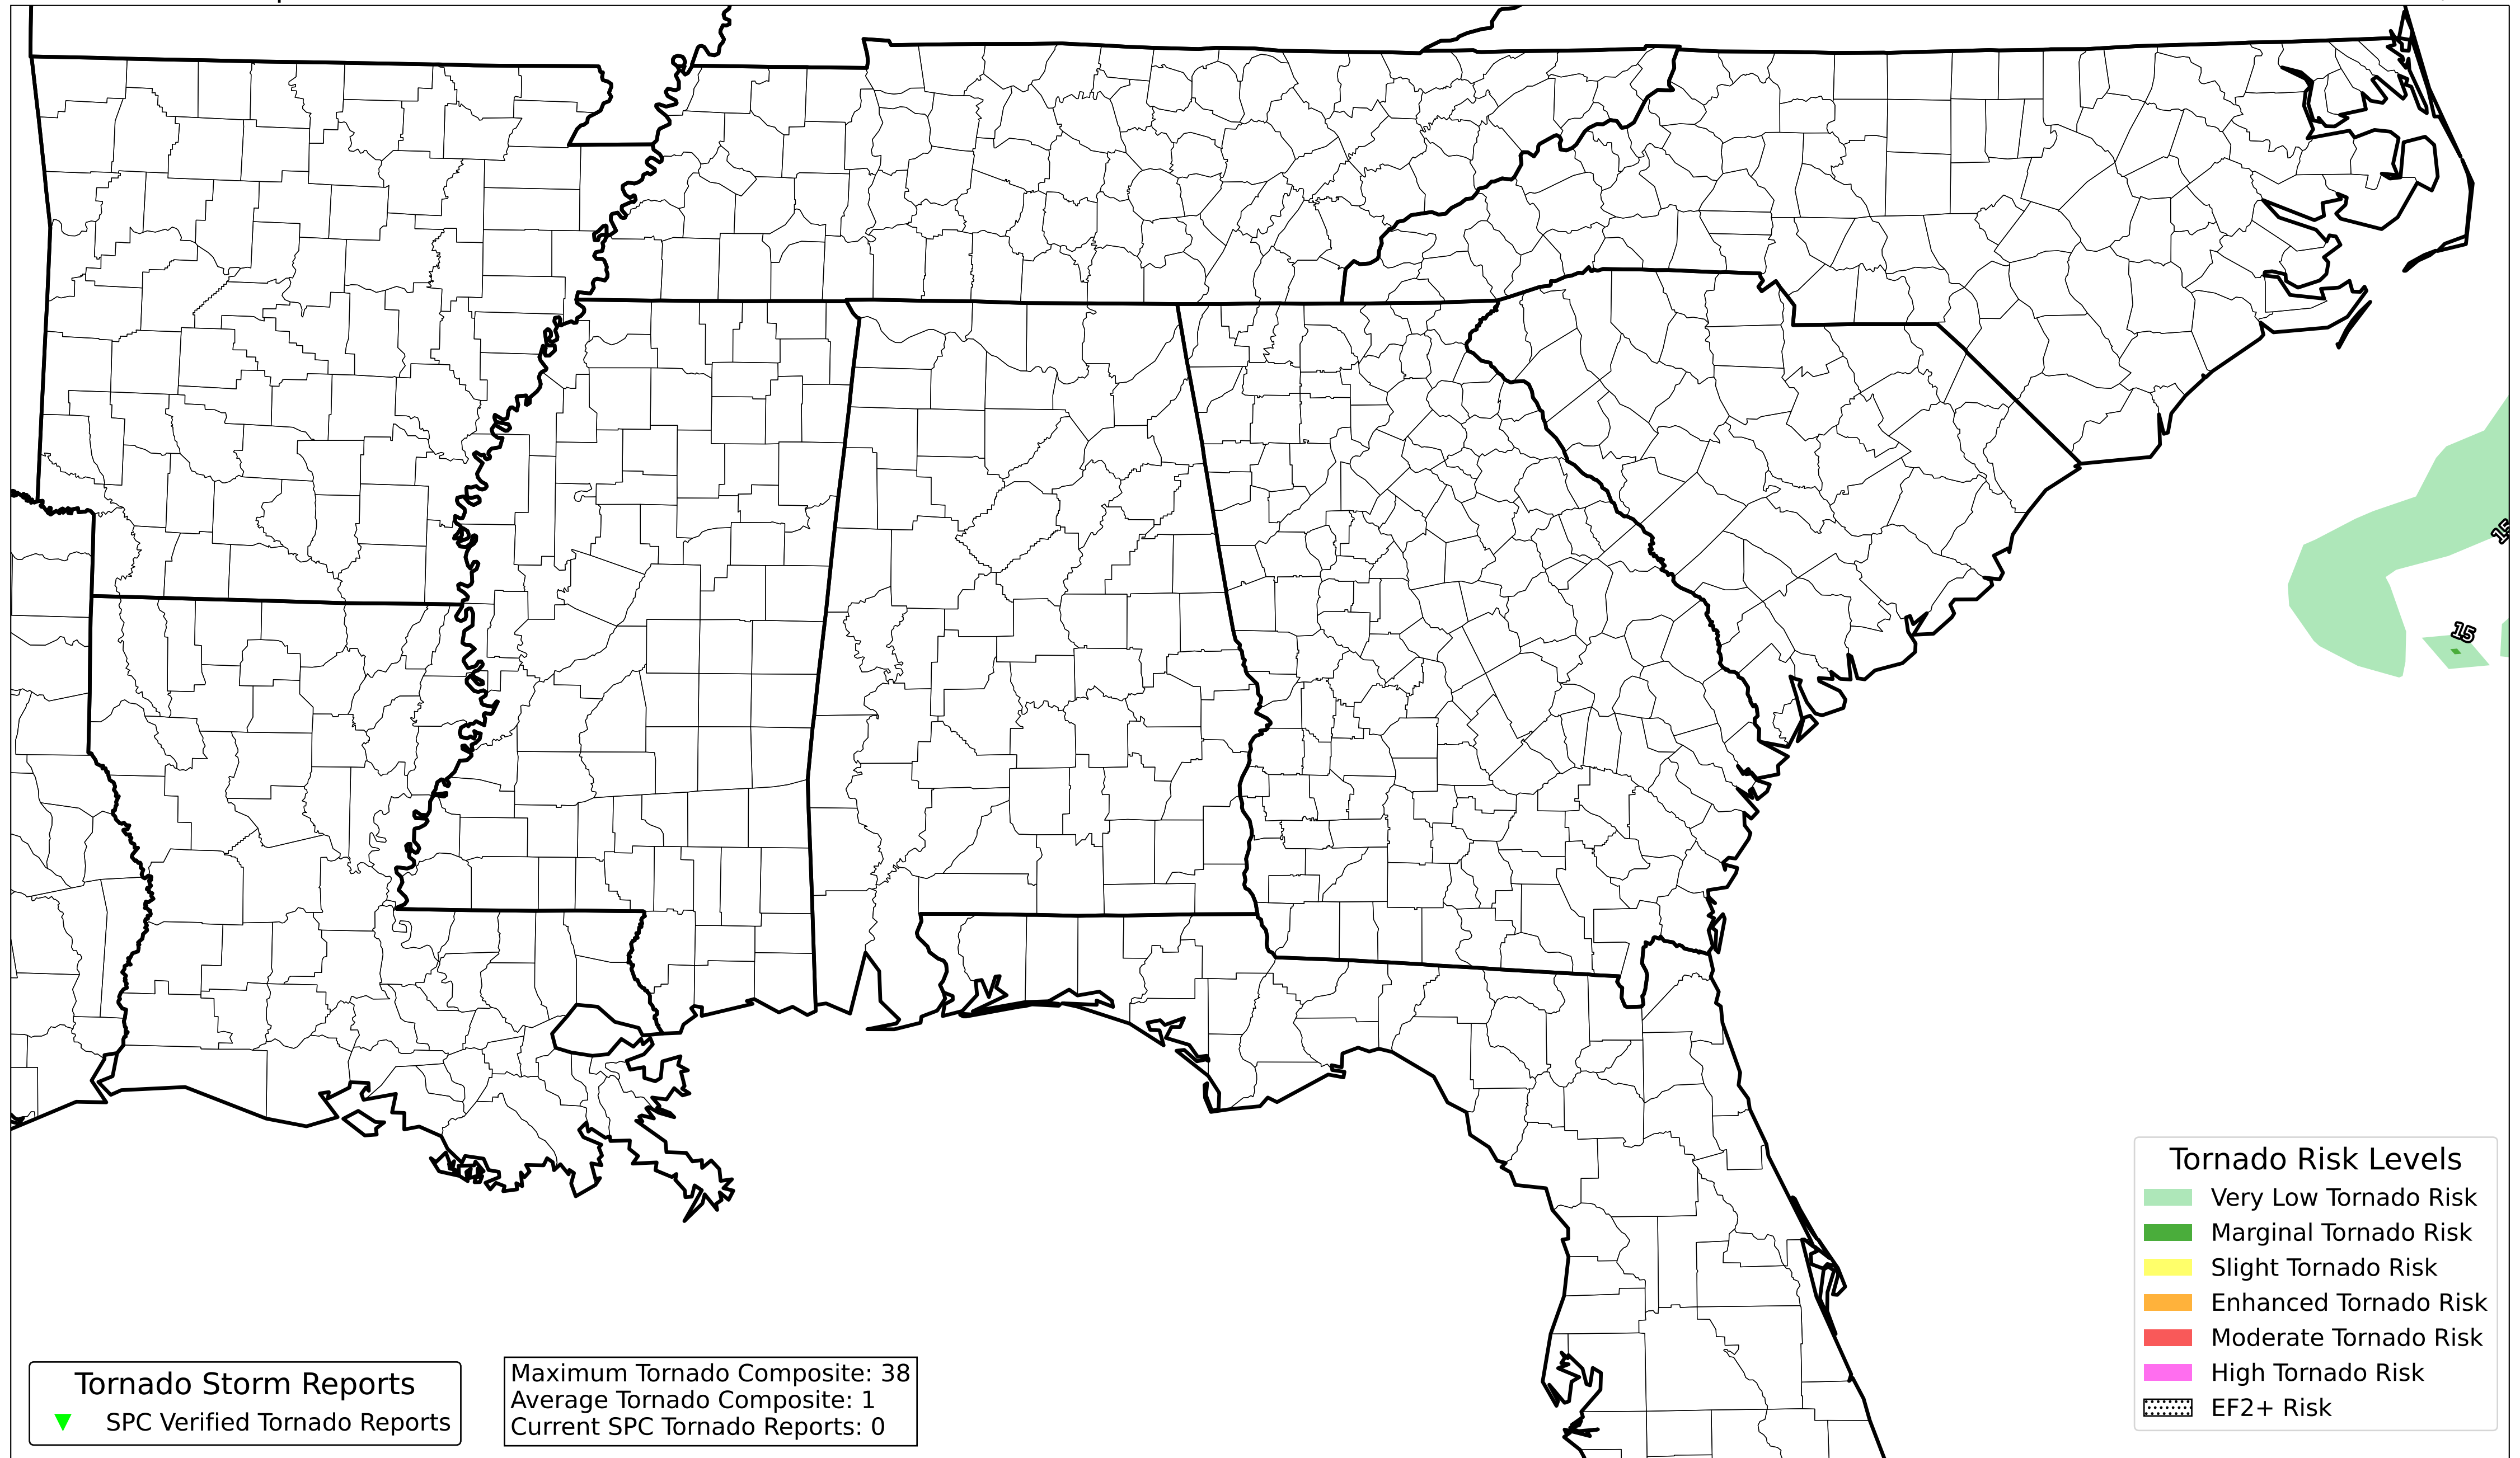 15
15
Tornado Risk Levels
Very Low Tornado Risk
Marginal Tornado Risk
Slight Tornado Risk
Enhanced Tornado Risk
Moderate Tornado Risk
High Tornado Risk
EF2+ Risk
Tornado Storm Reports
SPC Verified Tornado Reports
Maximum Tornado Composite: 38
Average Tornado Composite: 1
Current SPC Tornado Reports: 0